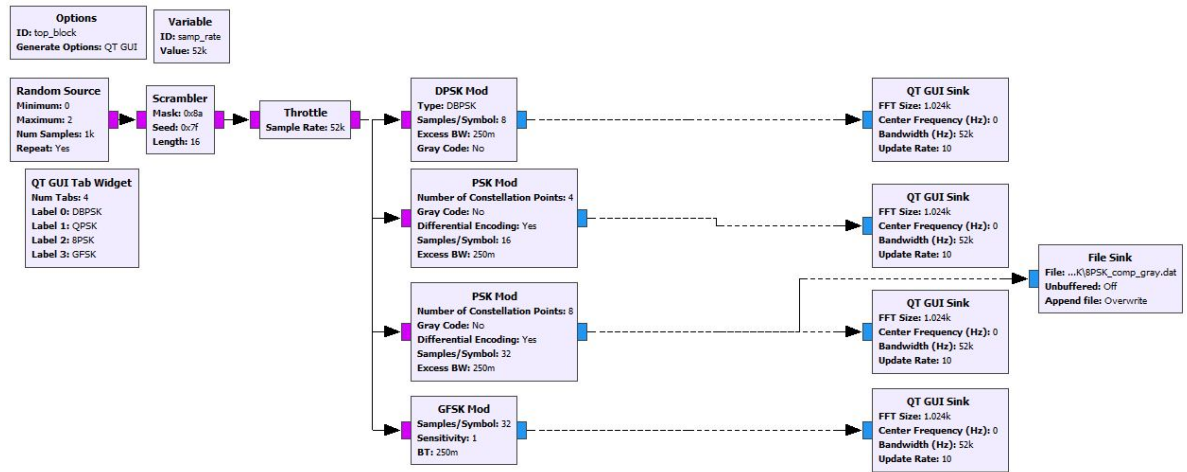 Options
ID: top_block
Generate Options: QT GUI
Variable
ID: samp_rate
Value: 52k
Random Source
Minimum: 0
Maximum: 2
Num Samples: 1k
Repeat: Yes
Scrambler
Mask: 0x8a
Seed: 0x7f
Length: 16
Throttle
Sample Rate: 52k
DPSK Mod
Type: DBPSK
Samples/Symbol: 8
Excess BW: 250m
Gray Code: No
QT GUI Sink
FFT Size: 1.024k
Center Frequency (Hz): 0
Bandwidth (Hz): 52k
Update Rate: 10
QT GUI Tab Widget
Num Tabs: 4
Label 0: DBPSK
Label 1: QPSK
Label 2: 8PSK
Label 3: GFSK
PSK Mod
Number of Constellation Points: 4
Gray Code: No
Differential Encoding: Yes
Samples/Symbol: 16
Excess BW: 250m
QT GUI Sink
FFT Size: 1.024k
Center Frequency (Hz): 0
Bandwidth (Hz): 52k
Update Rate: 10
File Sink
File: ...K\8PSK_comp_gray.dat
Unbuffered: Off
Append file: Overwrite
PSK Mod
Number of Constellation Points: 8
Gray Code: No
Differential Encoding: Yes
Samples/Symbol: 32
Excess BW: 250m
QT GUI Sink
FFT Size: 1.024k
Center Frequency (Hz): 0
Bandwidth (Hz): 52k
Update Rate: 10
GFSK Mod
Samples/Symbol: 32
Sensitivity: 1
BT: 250m
QT GUI Sink
FFT Size: 1.024k
Center Frequency (Hz): 0
Bandwidth (Hz): 52k
Update Rate: 10